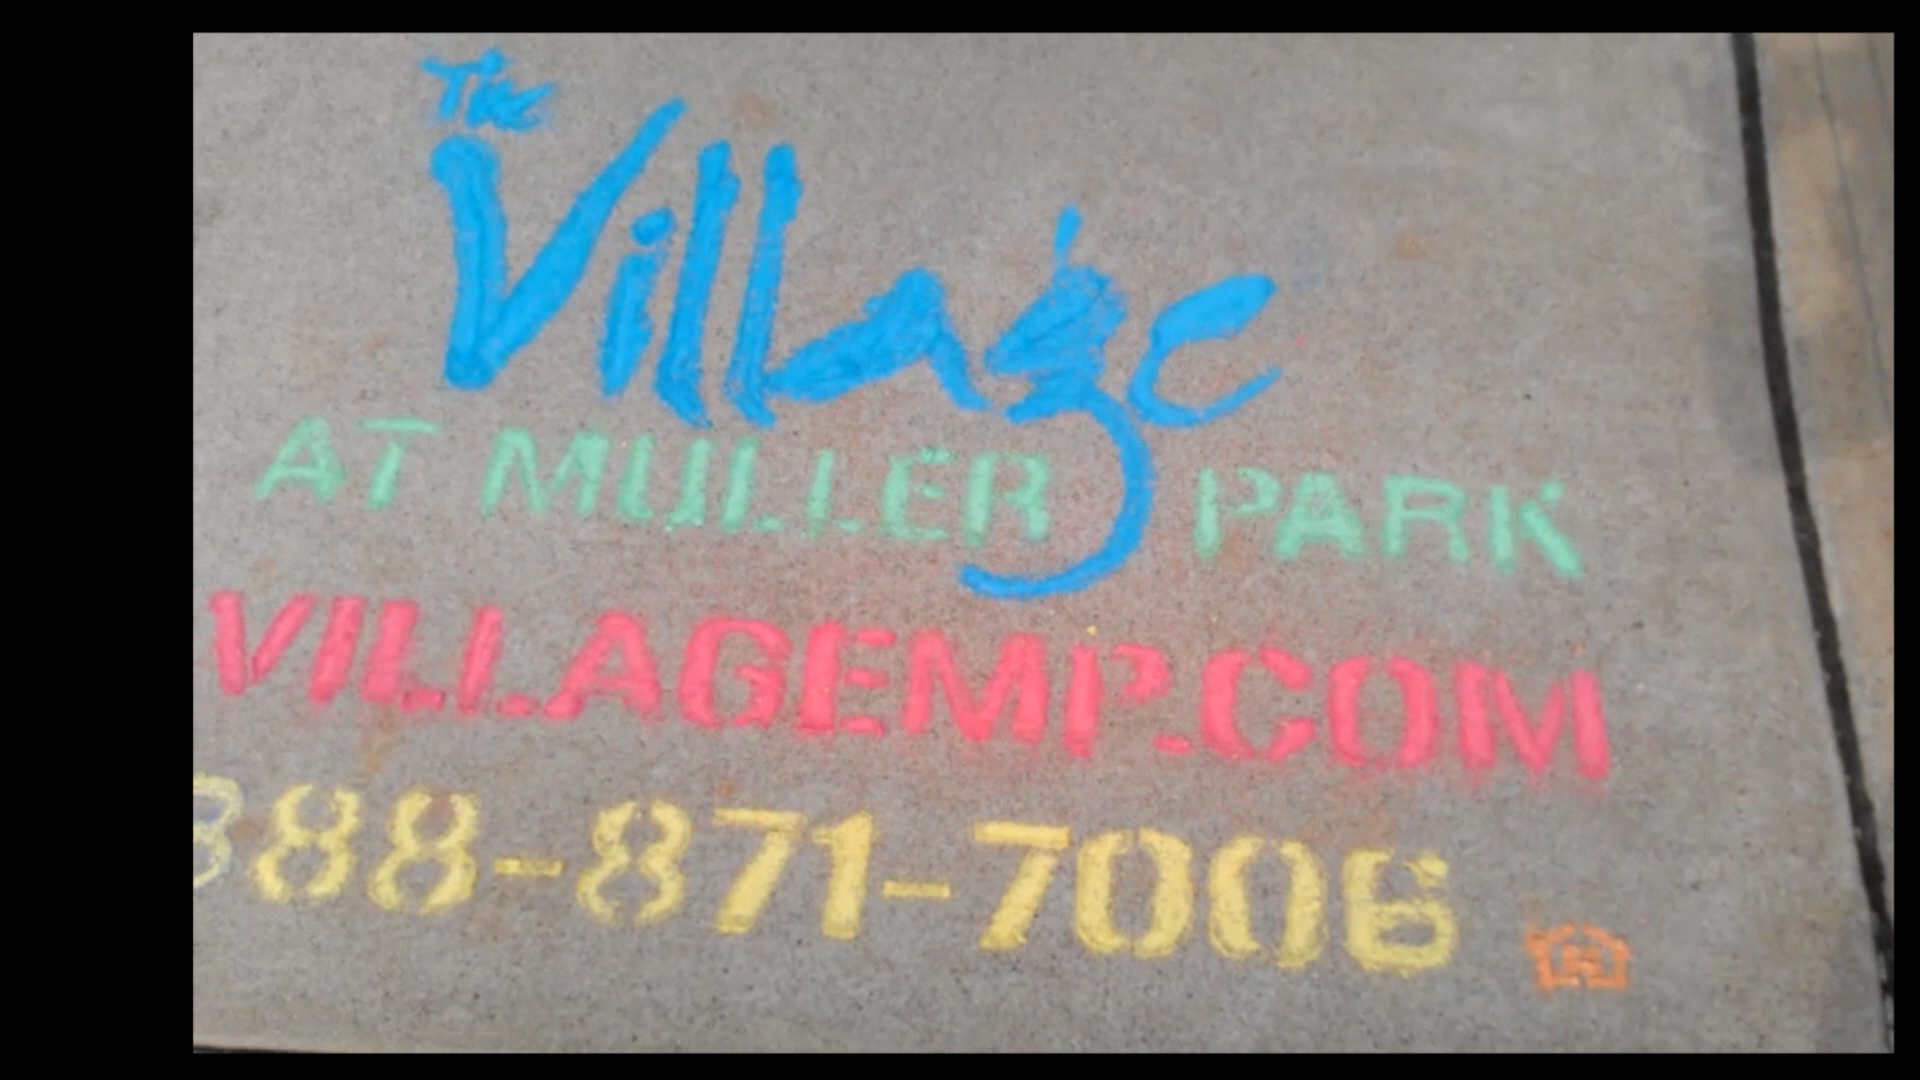 The
Village
AT MULLER PARK
VILLAGEMP.COM
888-871-7006